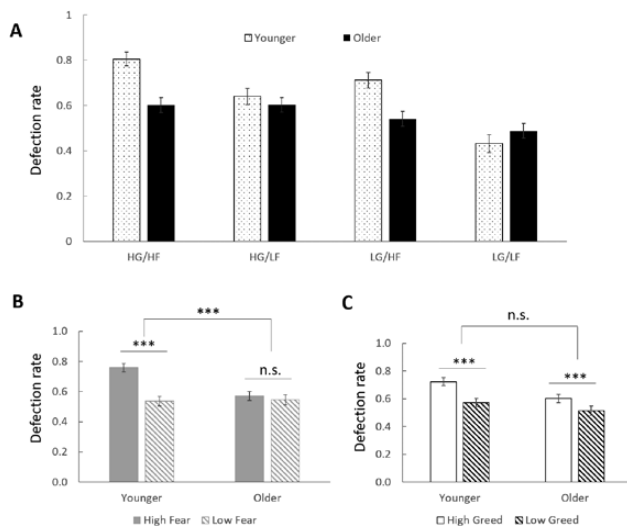 A
Defection rate
1
0.8
0.6
0.4
0.2
0
Younger Older
HG/HF HG/LF LG/HF LG/LF
B
Defection rate
1.0
0.8
0.6
0.4
0.2
0.0
***
*** n.s.
Younger Older
High Fear Low Fear
C
Defection rate
1.0
0.8
0.6
0.4
0.2
0.0
n.s.
*** ***
Younger Older
High Greed Low Greed